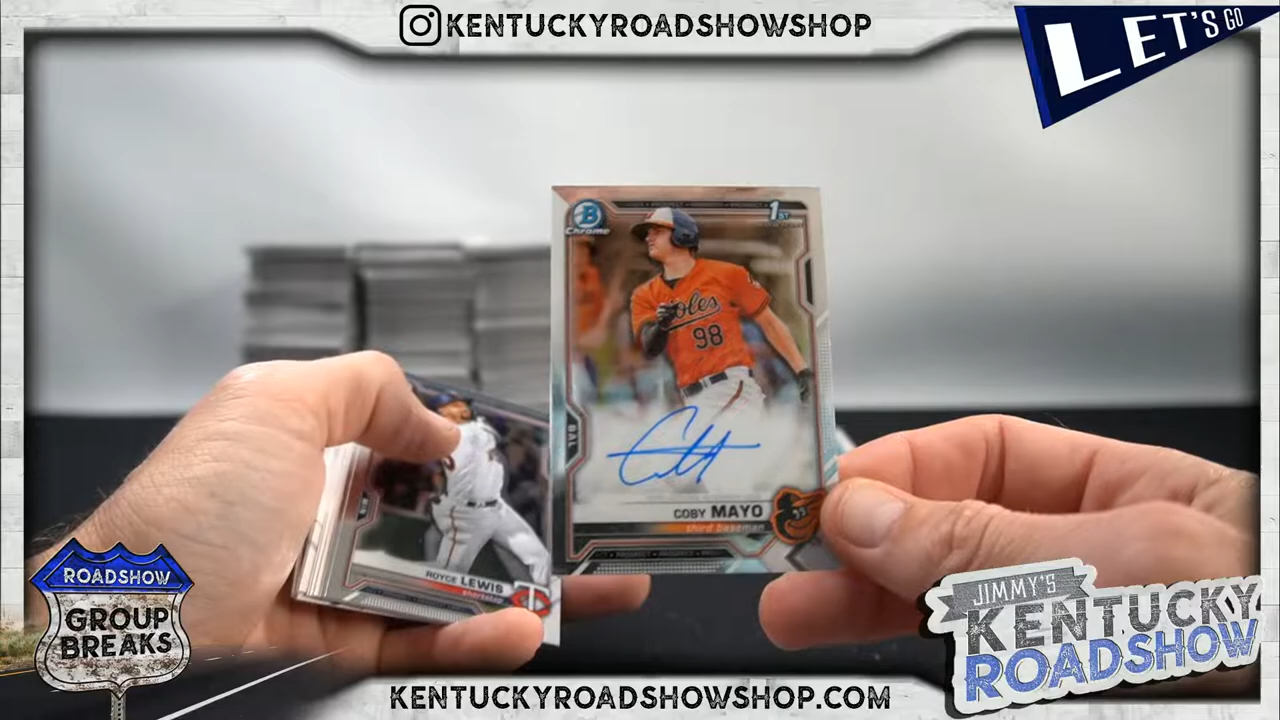 KENTUCKYROADSHOWSHOP
LET'S GO
B
Chrome
1ST
Orioles
98
BAL
COBY MAYO
third baseman
ROYCE LEWIS
shortstop
ROADSHOW
GROUP
BREAKS
JIMMY'S
KENTUCKY
ROADSHOW
KENTUCKYROADSHOWSHOP.COM